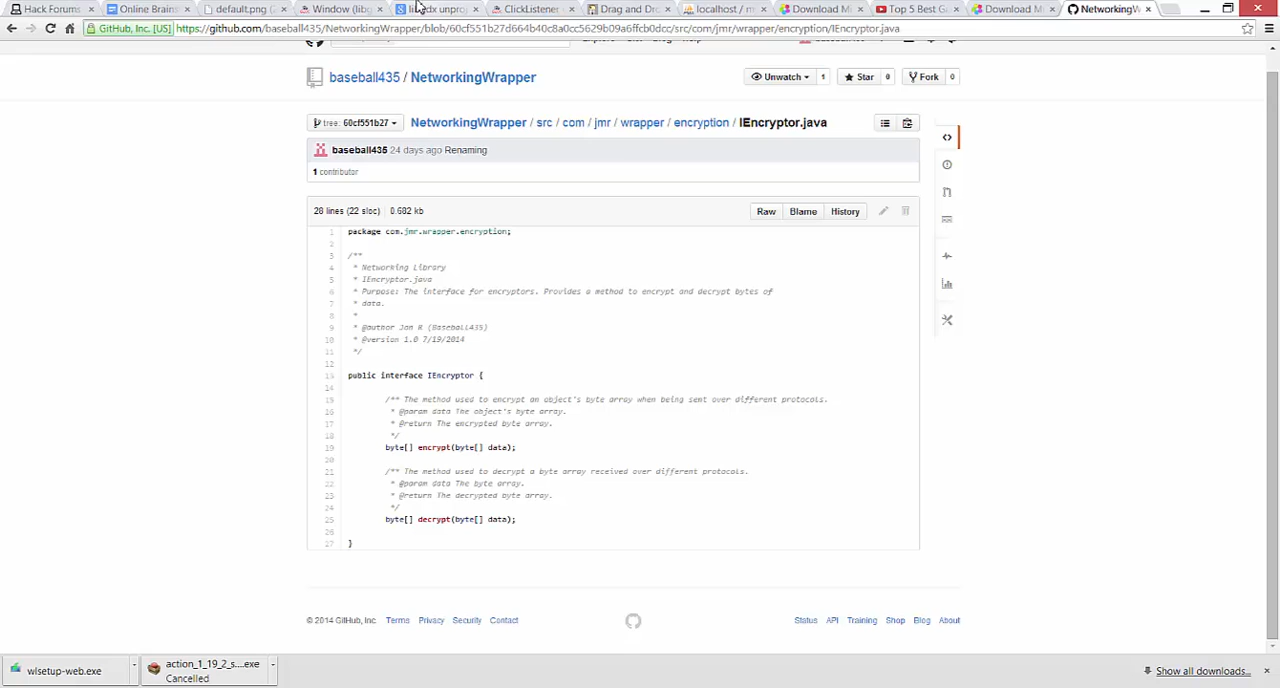 Hack Forums
Online Brains
default.png (
Window (libg
libgdx unpro
ClickListener
Drag and Dro
localhost / m
Download Mi
Top 5 Best G
Download Mi
NetworkingW
GitHub, Inc. [US] https://github.com/baseball435/NetworkingWrapper/blob/60cf551b27d664b40c8a0cc5629b09a6ffcb0dcc/src/com/jmr/wrapper/encryption/IEncryptor.java
baseball435 / NetworkingWrapper
Unwatch 1 Star 0 Fork 0
tree: 60cf551b27 NetworkingWrapper / src / com / jmr / wrapper / encryption / IEncryptor.java
baseball435 24 days ago Renaming
1 contributor
28 lines (22 sloc) 0.682 kb Raw Blame History
1 package com.jmr.wrapper.encryption;
2
3 /**
4 * Networking Library
5 * IEncryptor.java
6 * Purpose: The interface for encryptors. Provides a method to encrypt and decrypt bytes of
7 * data.
8 *
9 * @author Jon R (Baseball435)
10 * @version 1.0 7/19/2014
11 */
12
13 public interface IEncryptor {
14
15 /** The method used to encrypt an object's byte array when being sent over different protocols.
16 * @param data The object's byte array.
17 * @return The encrypted byte array.
18 */
19 byte[] encrypt(byte[] data);
20
21 /** The method used to decrypt a byte array received over different protocols.
22 * @param data The byte array.
23 * @return The decrypted byte array.
24 */
25 byte[] decrypt(byte[] data);
26
27 }
© 2014 GitHub, Inc. Terms Privacy Security Contact
Status API Training Shop Blog About
wlsetup-web.exe
action_1_19_2_s....exe
Cancelled
Show all downloads...